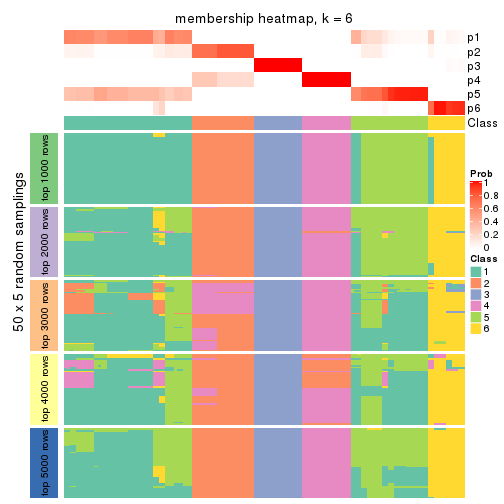 membership heatmap, k = 6
p1
p2
p3
p4
p5
p6
Class
50 x 5 random samplings
top 1000 rows
top 2000 rows
top 3000 rows
top 4000 rows
top 5000 rows
Prob
1
0.8
0.6
0.4
0.2
0
Class
1
2
3
4
5
6